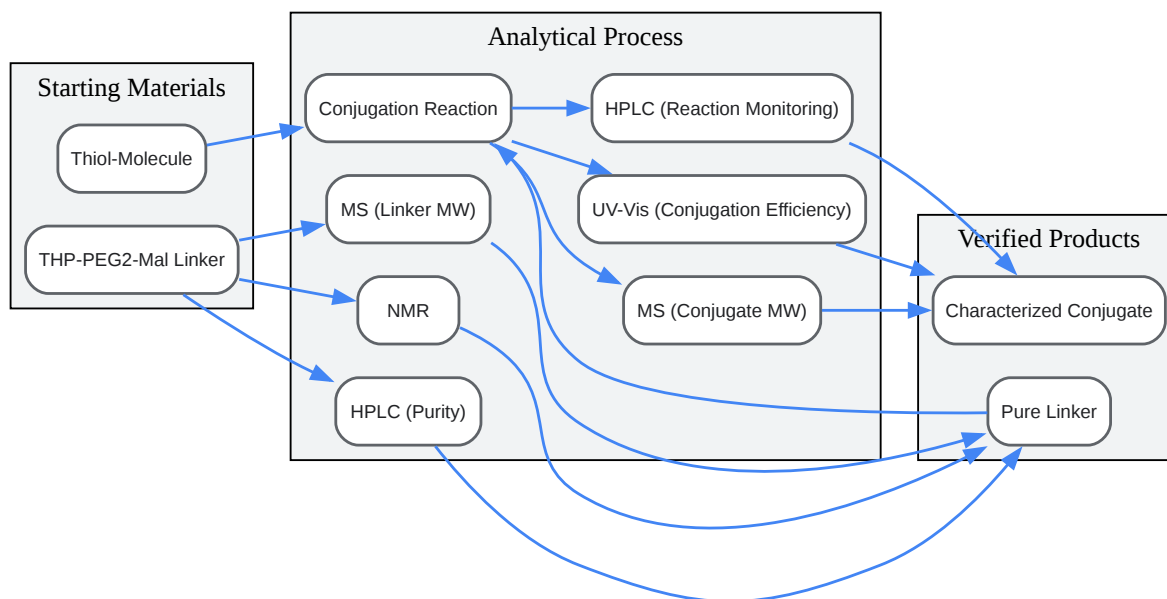 Analytical Process
Starting Materials
Conjugation Reaction
HPLC (Reaction Monitoring)
Thiol-Molecule
MS (Linker MW)
UV-Vis (Conjugation Efficiency)
Verified Products
THP-PEG2-Mal Linker
NMR
MS (Conjugate MW)
Characterized Conjugate
HPLC (Purity)
Pure Linker